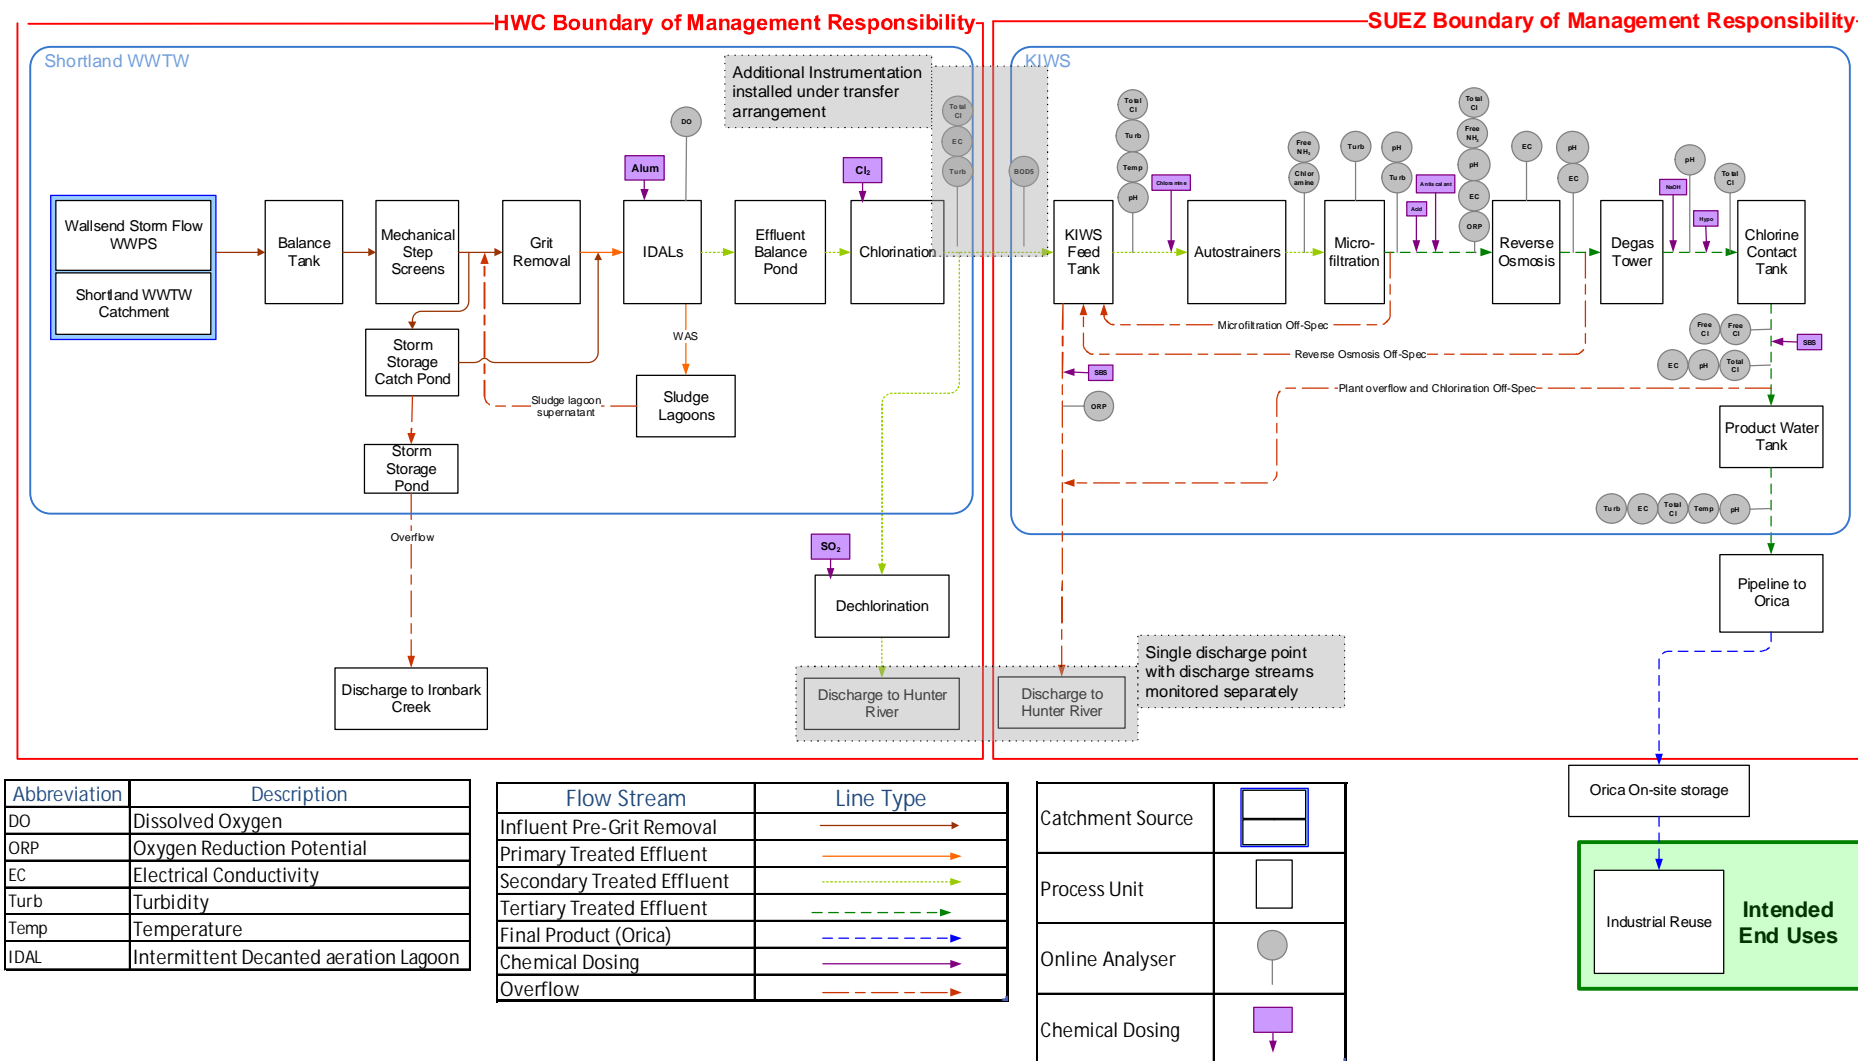 HWC Boundary of Management Responsibility
SUEZ Boundary of Management Responsibility
Shortland WWTW
Additional Instrumentation
installed under transfer
arrangement
KIWS
DO
Total
Cl
EC
Turb
BOD5
Total
Cl
Turb
Temp
pH
Free
NH₃
Chlor
amine
Turb
pH
Turb
Total
Cl
Free
NH₃
pH
EC
ORP
EC
pH
EC
pH
Total
Cl
Alum
Cl₂
Chloramine
Acid
Antiscalant
NaOH
Hypo
Wallsend Storm Flow
WWPS
Shortland WWTW
Catchment
Balance
Tank
Mechanical
Step
Screens
Grit
Removal
IDALs
Effluent
Balance
Pond
Chlorination
KIWS
Feed
Tank
Autostrainers
Micro-
filtration
Reverse
Osmosis
Degas
Tower
Chlorine
Contact
Tank
Storm
Storage
Catch Pond
WAS
Sludge
Lagoons
Sludge lagoon
supernatant
Storm
Storage
Pond
Overflow
Microfiltration Off-Spec
Reverse Osmosis Off-Spec
Plant overflow and Chlorination Off-Spec
SBS
ORP
Free
Cl
Free
Cl
SBS
EC
pH
Total
Cl
Product Water
Tank
Turb
EC
Total
Cl
Temp
pH
SO₂
Dechlorination
Pipeline to
Orica
Discharge to Ironbark
Creek
Discharge to Hunter
River
Discharge to
Hunter River
Single discharge point
with discharge streams
monitored separately
Orica On-site storage
Industrial Reuse
Intended
End Uses
Abbreviation Description
DO Dissolved Oxygen
ORP Oxygen Reduction Potential
EC Electrical Conductivity
Turb Turbidity
Temp Temperature
IDAL Intermittent Decanted aeration Lagoon
Flow Stream Line Type
Influent Pre-Grit Removal
Primary Treated Effluent
Secondary Treated Effluent
Tertiary Treated Effluent
Final Product (Orica)
Chemical Dosing
Overflow
Catchment Source
Process Unit
Online Analyser
Chemical Dosing